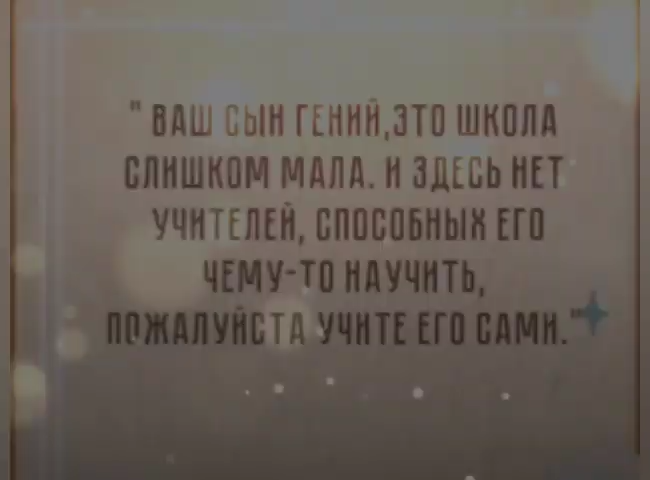 " ВАШ СЫН ГЕНИЙ,ЭТО ШКОЛА
СЛИШКОМ МАЛА. И ЗДЕСЬ НЕТ
УЧИТЕЛЕЙ, СПОСОБНЫХ ЕГО
ЧЕМУ-ТО НАУЧИТЬ,
ПОЖАЛУЙСТА УЧИТЕ ЕГО САМИ."